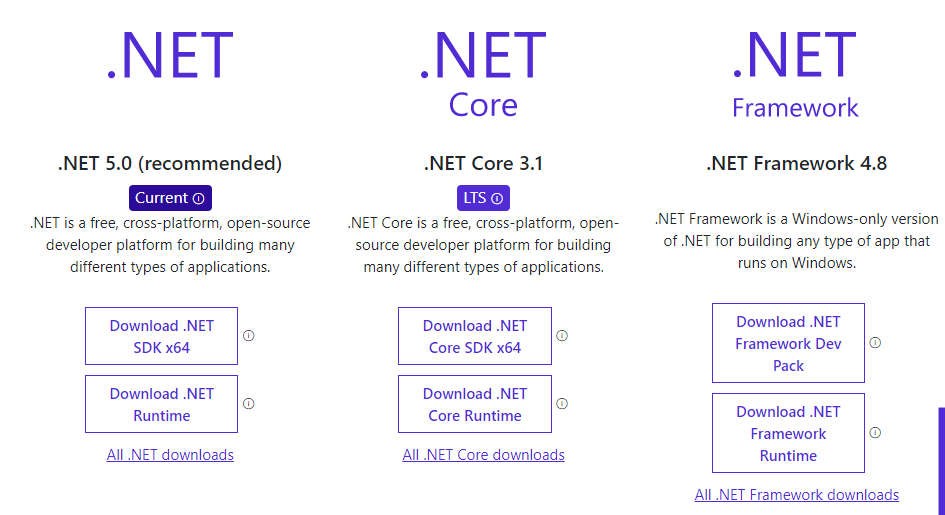 .NET
.NET 5.0 (recommended)
Current
.NET is a free, cross-platform, open-source
developer platform for building many
different types of applications.
Download .NET
SDK x64
Download .NET
Runtime
All .NET downloads
.NET
Core
.NET Core 3.1
LTS
.NET Core is a free, cross-platform, open-
source developer platform for building
many different types of applications.
Download .NET
Core SDK x64
Download .NET
Core Runtime
All .NET Core downloads
.NET
Framework
.NET Framework 4.8
.NET Framework is a Windows-only version
of .NET for building any type of app that
runs on Windows.
Download .NET
Framework Dev
Pack
Download .NET
Framework
Runtime
All .NET Framework downloads